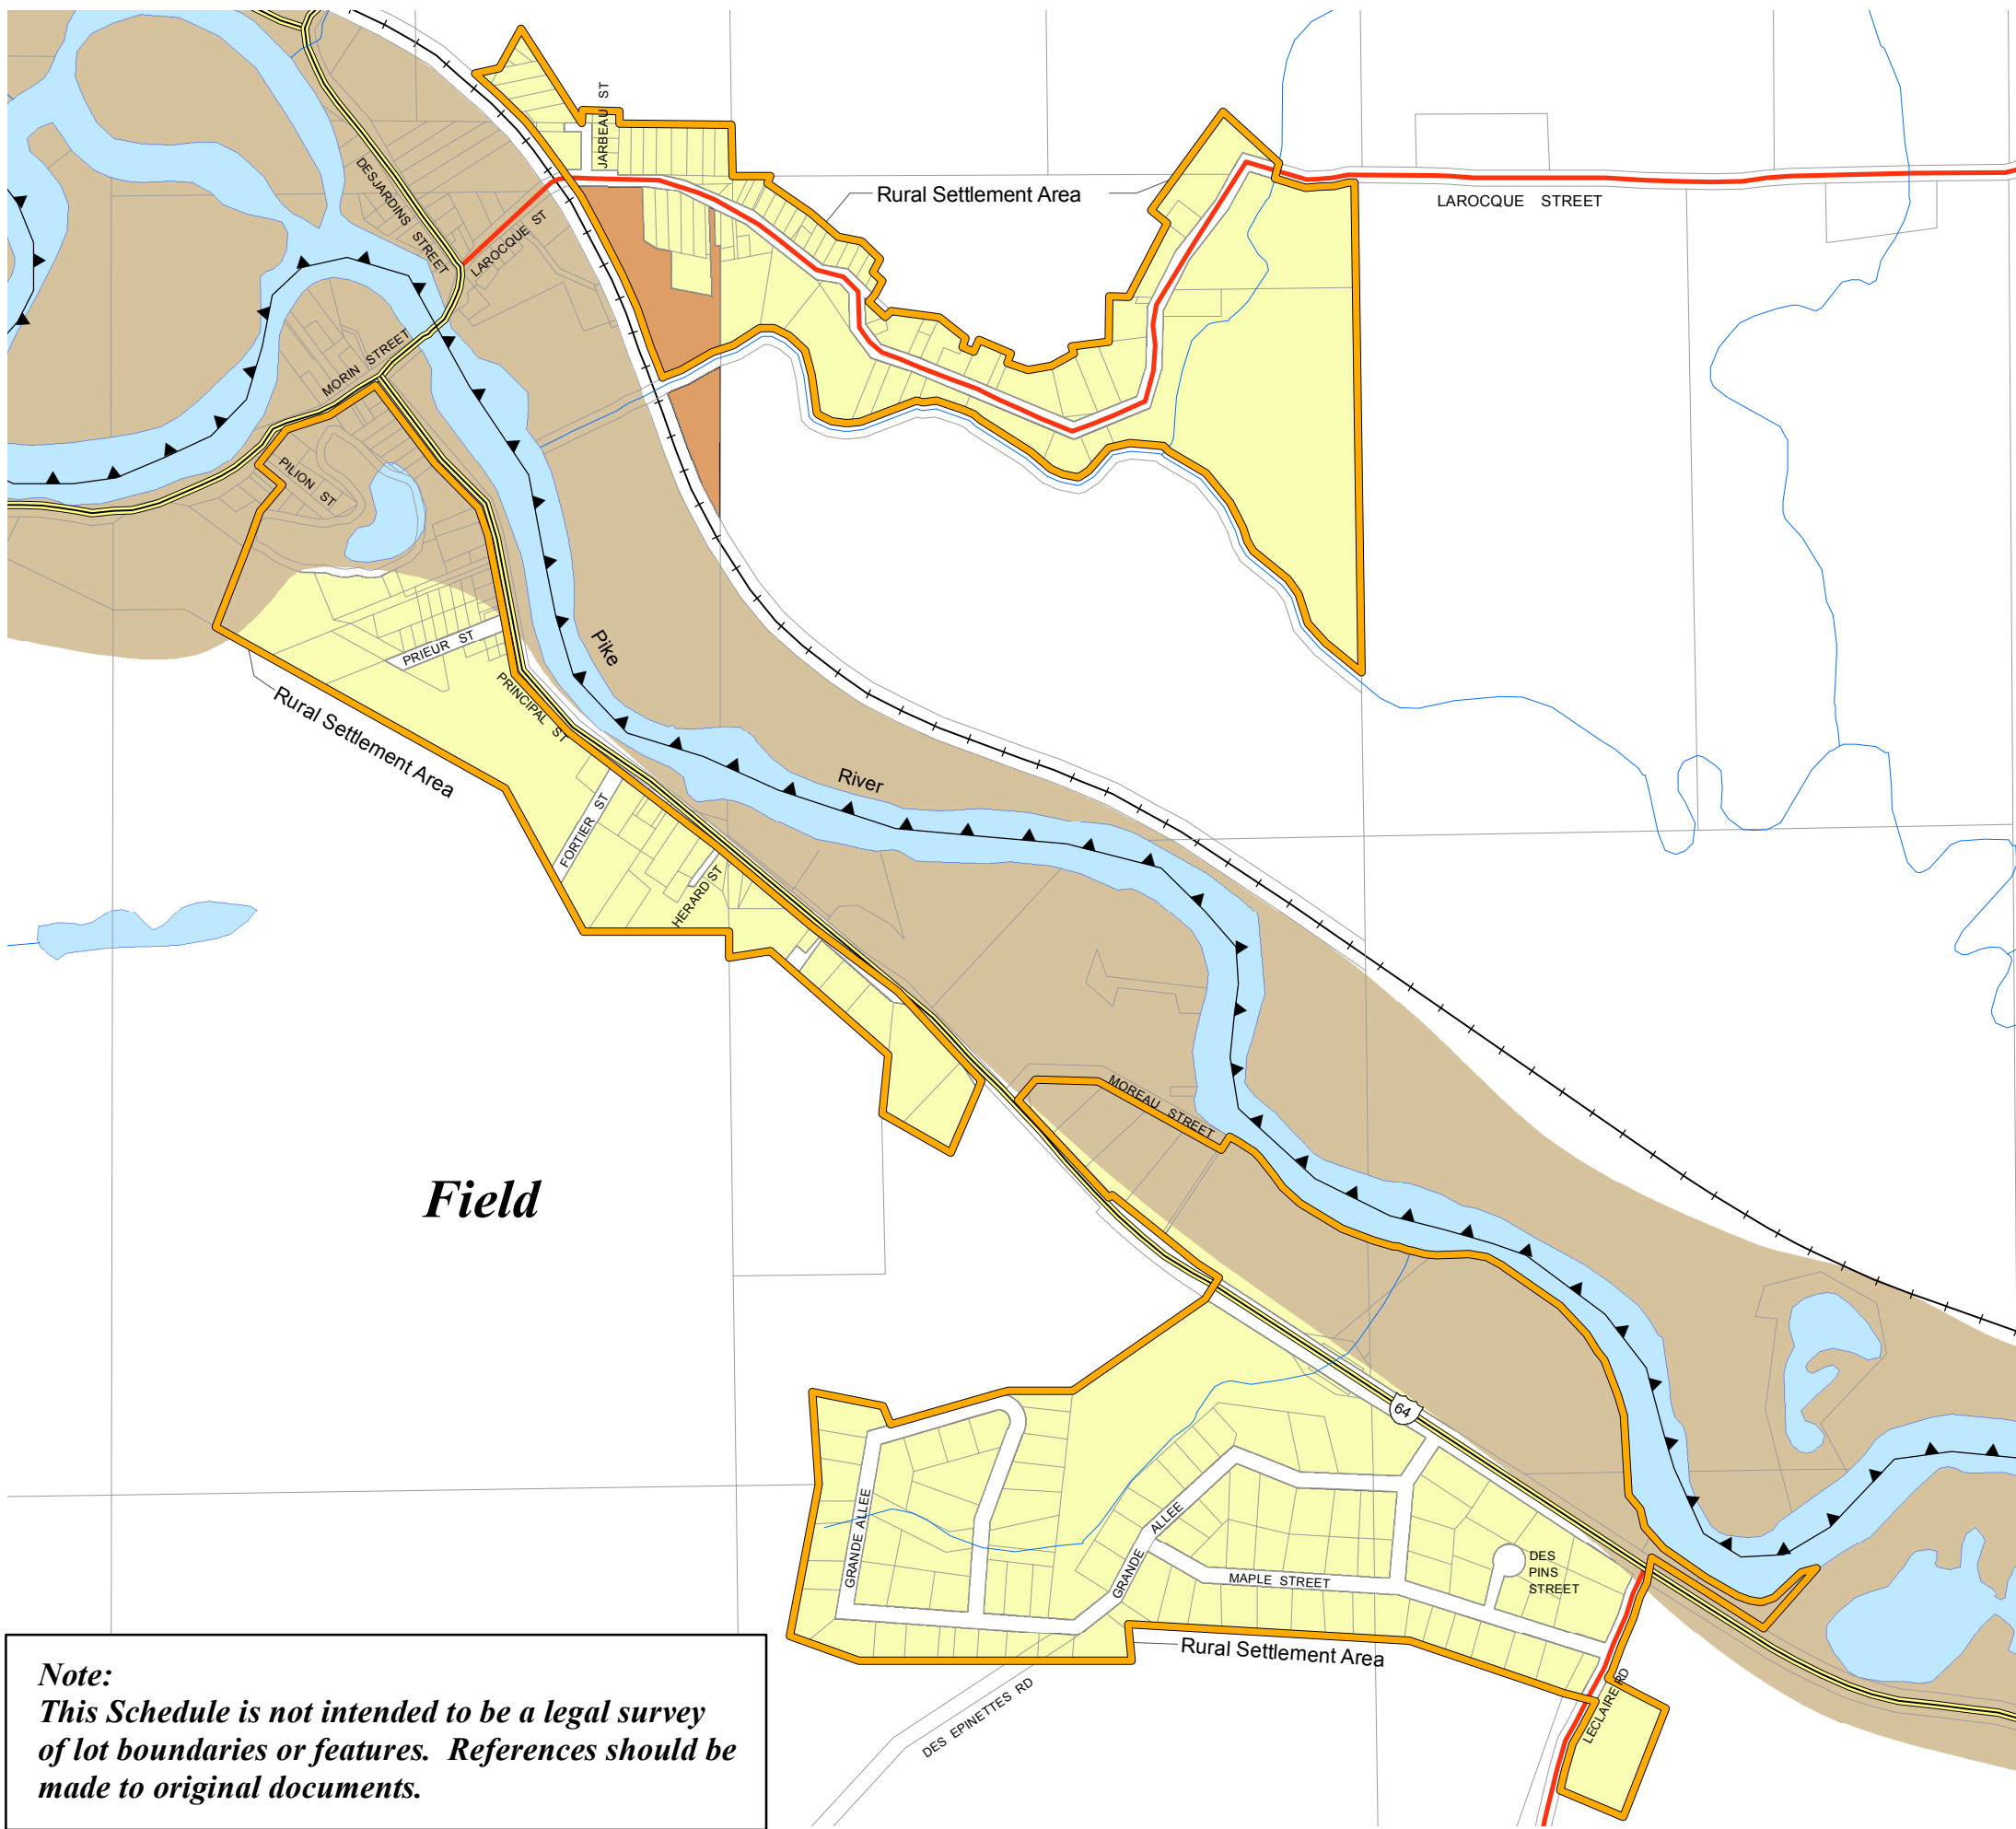 JARBEAU ST
DESJARDINS STREET
LAROCQUE ST
Rural Settlement Area
LAROCQUE STREET
MORIN STREET
PILION ST
PRIEUR ST
PRINCIPAL ST
Pike
River
Rural Settlement Area
FORTIER ST
HERARD ST
MOREAU STREET
Field
64
GRANDE ALLEE
GRANDE ALLEE
MAPLE STREET
DES
PINS
STREET
Rural Settlement Area
DES EPINETTES RD
LECLAIRE RD
Note:
This Schedule is not intended to be a legal survey
of lot boundaries or features. References should be
made to original documents.